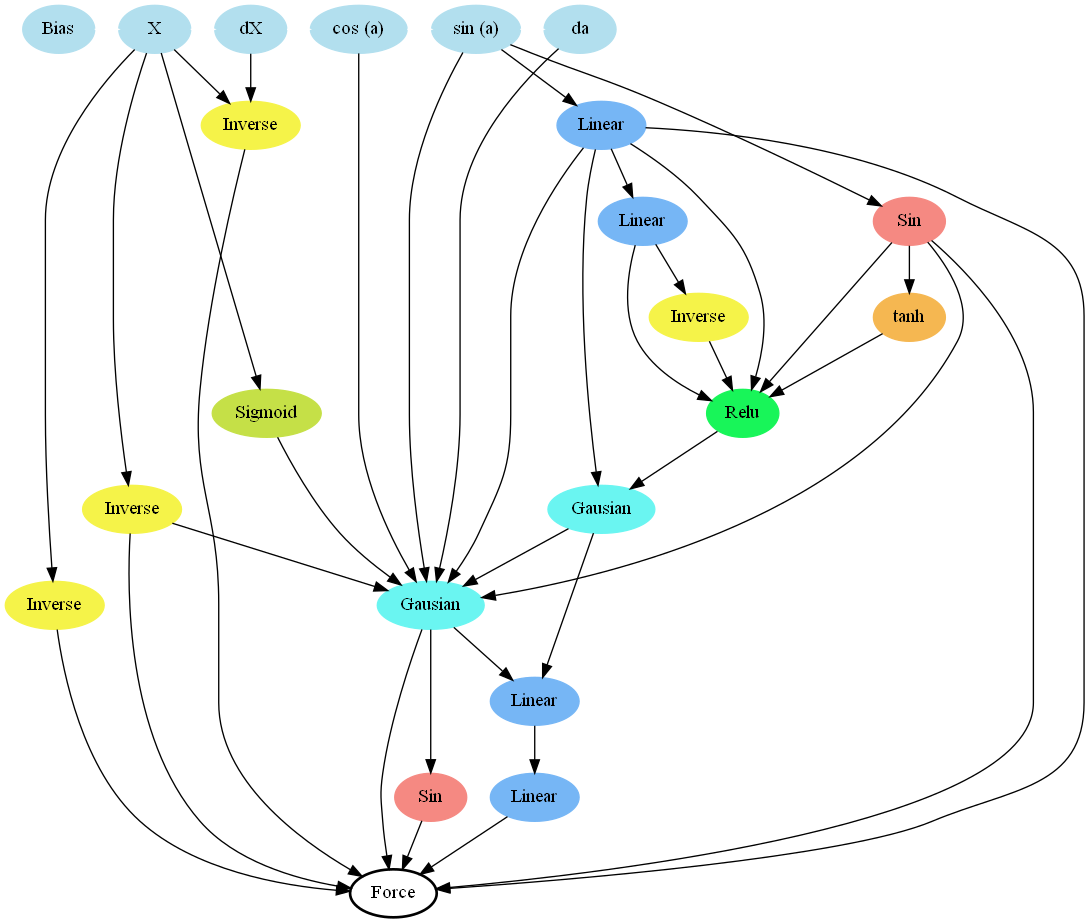 Bias
X
dX
cos (a)
sin (a)
da
Inverse
Linear
Linear
Sin
Inverse
tanh
Sigmoid
Relu
Inverse
Gausian
Inverse
Gausian
Linear
Sin
Linear
Force